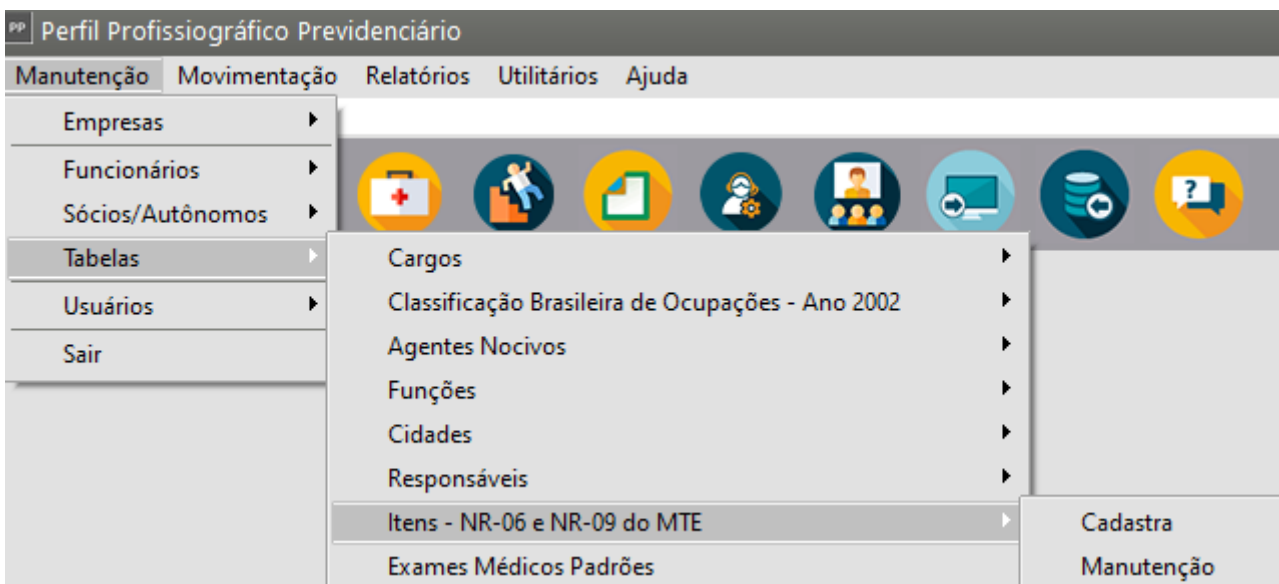 PP Perfil Profissiográfico Previdenciário
Manutenção Movimentação Relatórios Utilitários Ajuda
Empresas
Funcionários
Sócios/Autônomos
Tabelas
Usuários
Sair
?
Cargos
Classificação Brasileira de Ocupações - Ano 2002
Agentes Nocivos
Funções
Cidades
Responsáveis
Itens - NR-06 e NR-09 do MTE
Exames Médicos Padrões
Cadastra
Manutenção